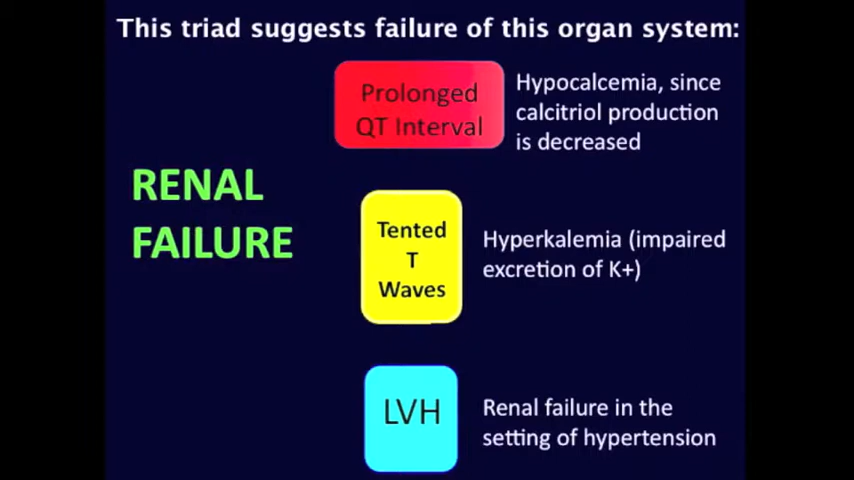 This triad suggests failure of this organ system:
Prolonged
QT Interval
Hypocalcemia, since
calcitriol production
is decreased
RENAL
FAILURE
Tented
T
Waves
Hyperkalemia (impaired
excretion of K+)
LVH
Renal failure in the
setting of hypertension